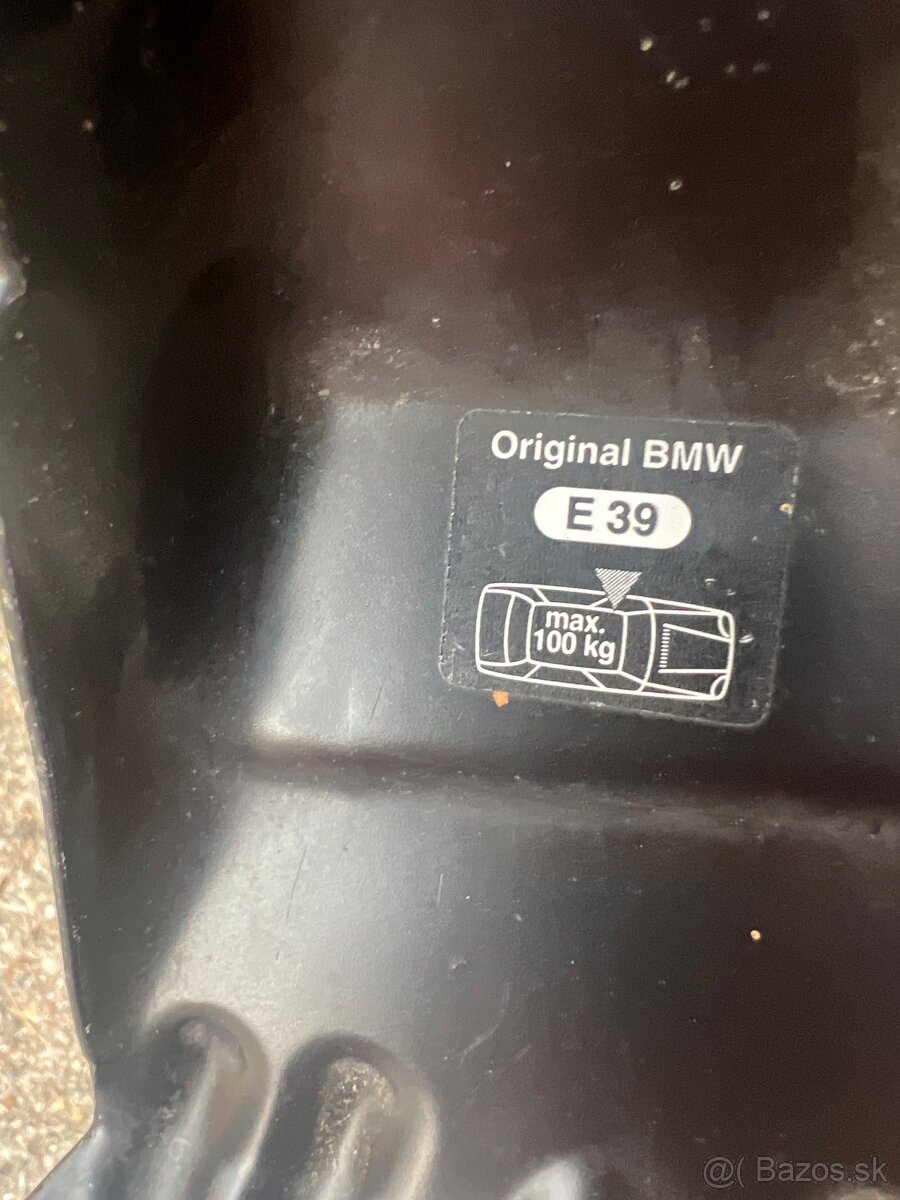 Original BMW
E 39
max.
100 kg
@( Bazos.sk